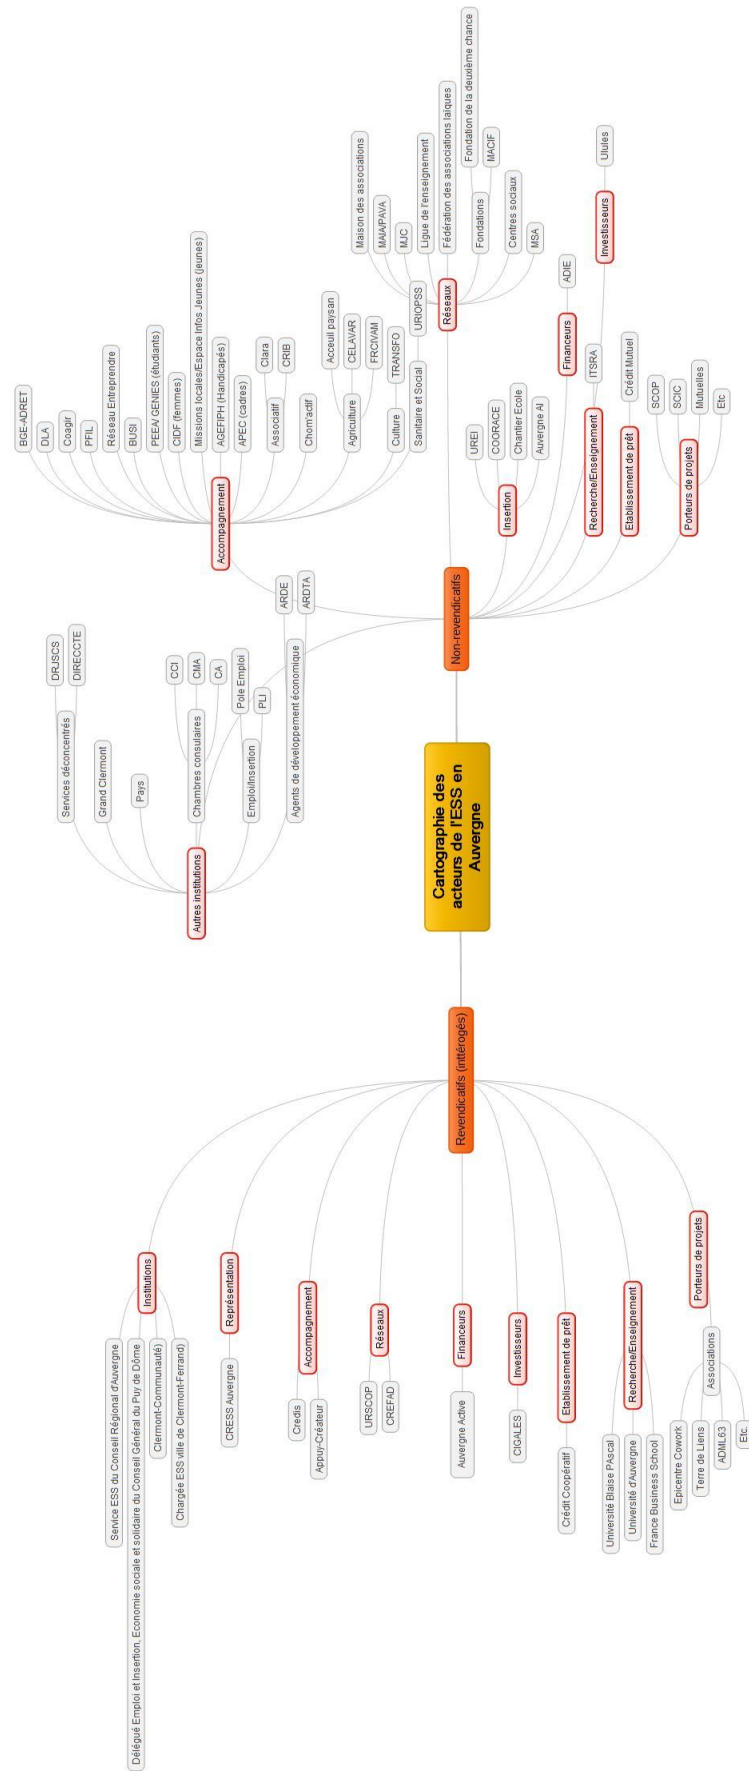 Cartographie des
acteurs de l'ESS en
Auvergne
Revendicatifs (inttérogés)
Institutions
Service ESS du Conseil Régional d'Auvergne
Délégué Emploi et Insertion, Economie sociale et solidaire du Conseil Général du Puy de Dôme
Clermont-Communauté)
Chargée ESS ville de Clermont-Ferrand)
Représentation
CRESS Auvergne
Accompagnement
Credis
Appuy-Créateur
Réseaux
URSCOP
CREFAD
Financeurs
Auvergne Active
Investisseurs
CIGALES
Etablissement de prêt
Crédit Coopératif
Recherche/Enseignement
Université Blaise PAscal
Université d'Auvergne
France Business School
Porteurs de projets
Associations
Epicentre Cowork
Terre de Liens
ADML63
Etc.
Non-revendicatifs
Autres institutions
Services déconcentrés
DRJSCS
DIRECCTE
Grand Clermont
Pays
Chambres consulaires
CCI
CMA
CA
Emploi/Insertion
Pole Emploi
PLI
Agents de développement économique
ARDE
ARDTA
Accompagnement
BGE-ADRET
DLA
Coagir
PFIL
Réseau Entreprendre
BUSI
PEEA/ GENIES (étudiants)
CIDF (femmes)
Missions locales/Espace Infos Jeunes (jeunes)
AGEFIPH (Handicapés)
APEC (cadres)
Associatif
Clara
CRIB
Chom'actif
Agriculture
Acceuil paysan
CELAVAR
FRCIVAM
Culture
TRANSFO
Sanitaire et Social
URIOPSS
Réseaux
Maison des associations
MAIA/PAVA
MJC
Ligue de l'enseignement
Fédération des associations laïques
Fondations
Fondation de la deuxième chance
MACIF
Centres sociaux
MSA
Insertion
UREI
COORACE
Chantier Ecole
Auvergne AI
Financeurs
ADIE
Investisseurs
Ulules
Recherche/Enseignement
ITSRA
Etablissement de prêt
Crédit Mutuel
Porteurs de projets
SCOP
SCIC
Mutuelles
Etc